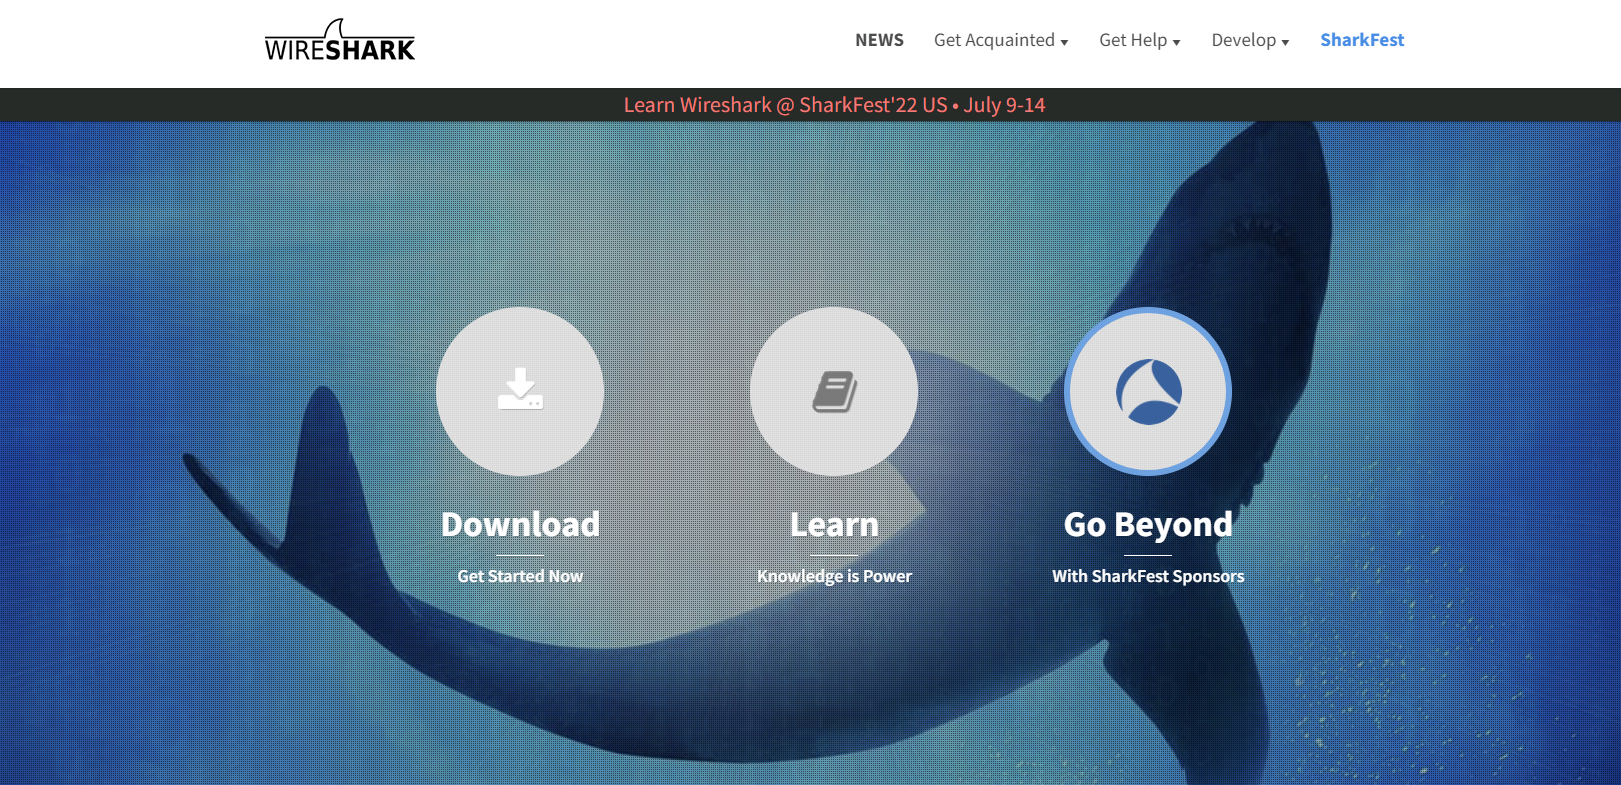 WIRESHARK
NEWS Get Acquainted Get Help Develop SharkFest
Learn Wireshark @ SharkFest'22 US • July 9-14
Download Learn Go Beyond
Get Started Now Knowledge is Power With SharkFest Sponsors